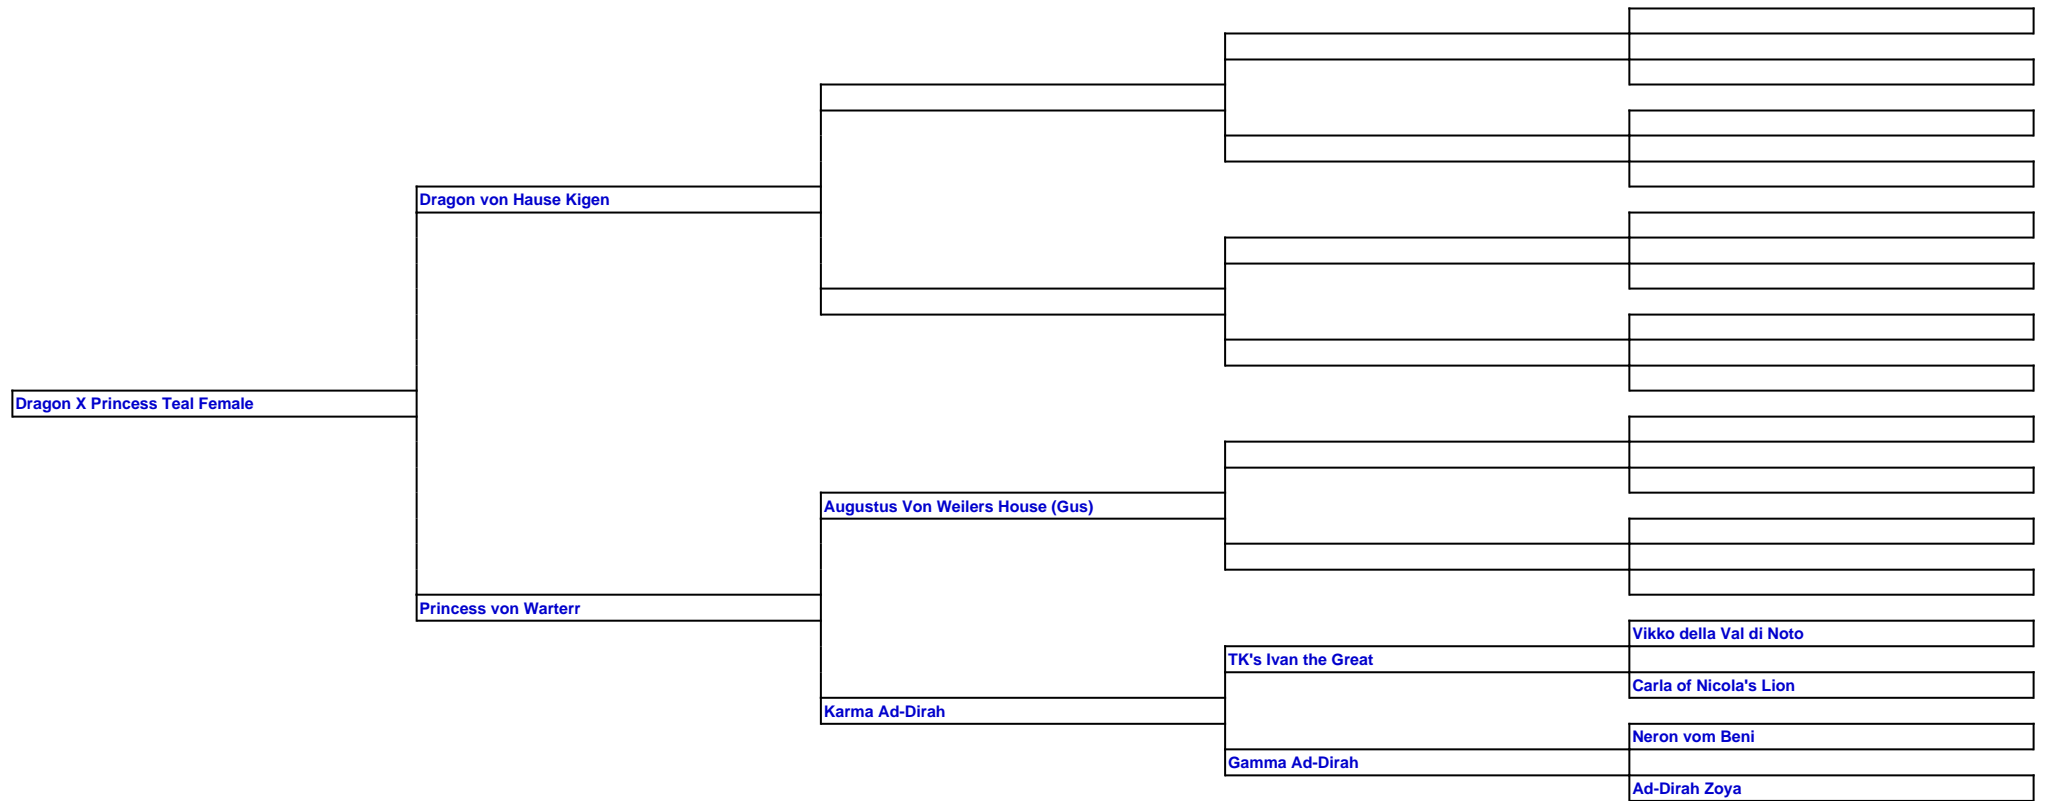 Dragon von Hause Kigen
Dragon X Princess Teal Female
Augustus Von Weilers House (Gus)
Princess von Warterr
Vikko della Val di Noto
TK's Ivan the Great
Carla of Nicola's Lion
Karma Ad-Dirah
Neron vom Beni
Gamma Ad-Dirah
Ad-Dirah Zoya